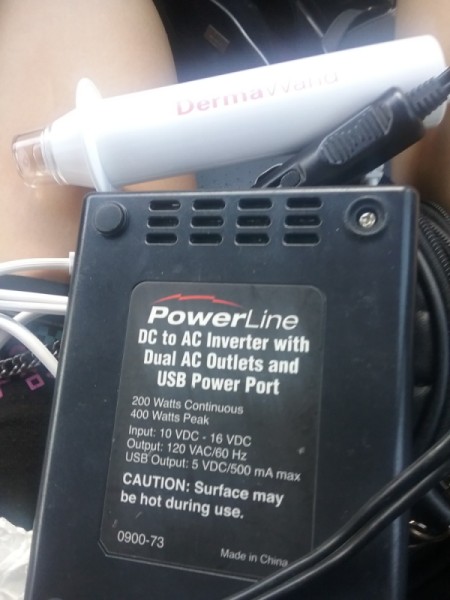 DermaWand
PowerLine
DC to AC Inverter with
Dual AC Outlets and
USB Power Port
200 Watts Continuous
400 Watts Peak
Input: 10 VDC - 16 VDC
Output: 120 VAC/60 Hz
USB Output: 5 VDC/500 mA max
CAUTION: Surface may
be hot during use.
0900-73
Made in China